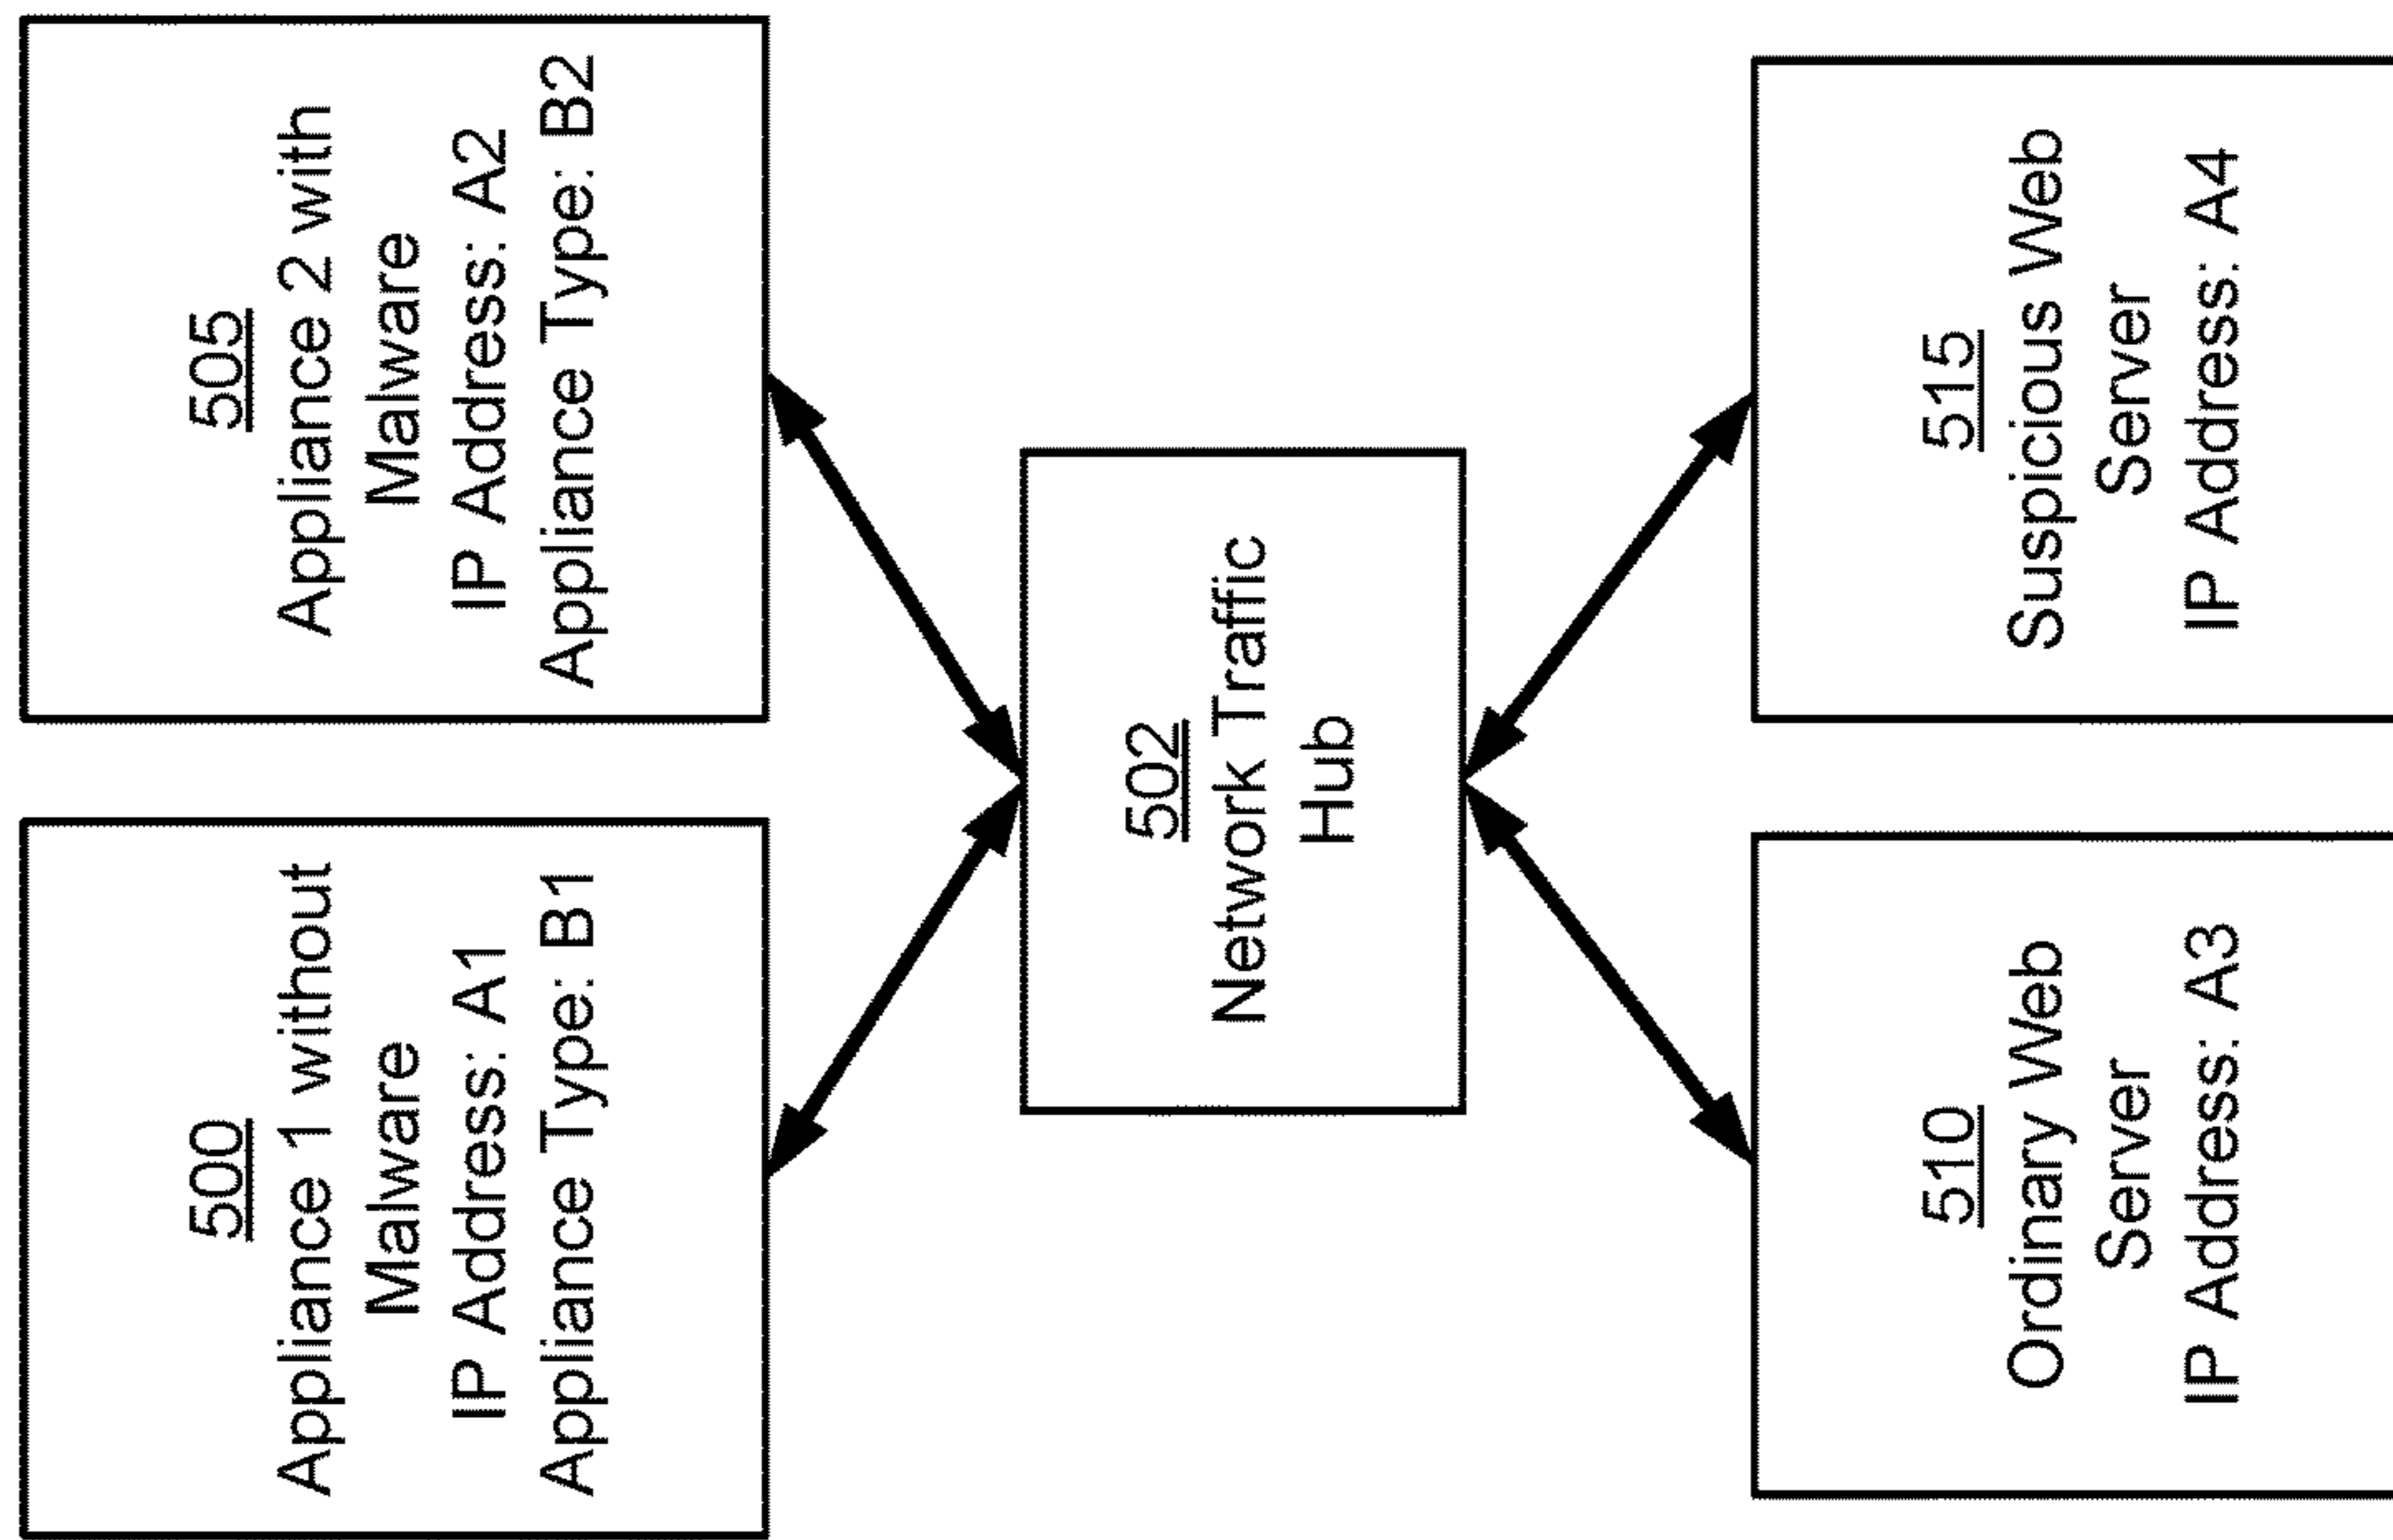 500
Appliance 1 without
Malware
IP Address: A1
Appliance Type: B1
505
Appliance 2 with
Malware
IP Address: A2
Appliance Type: B2
502
Network Traffic
Hub
510
Ordinary Web
Server
IP Address: A3
515
Suspicious Web
Server
IP Address: A4